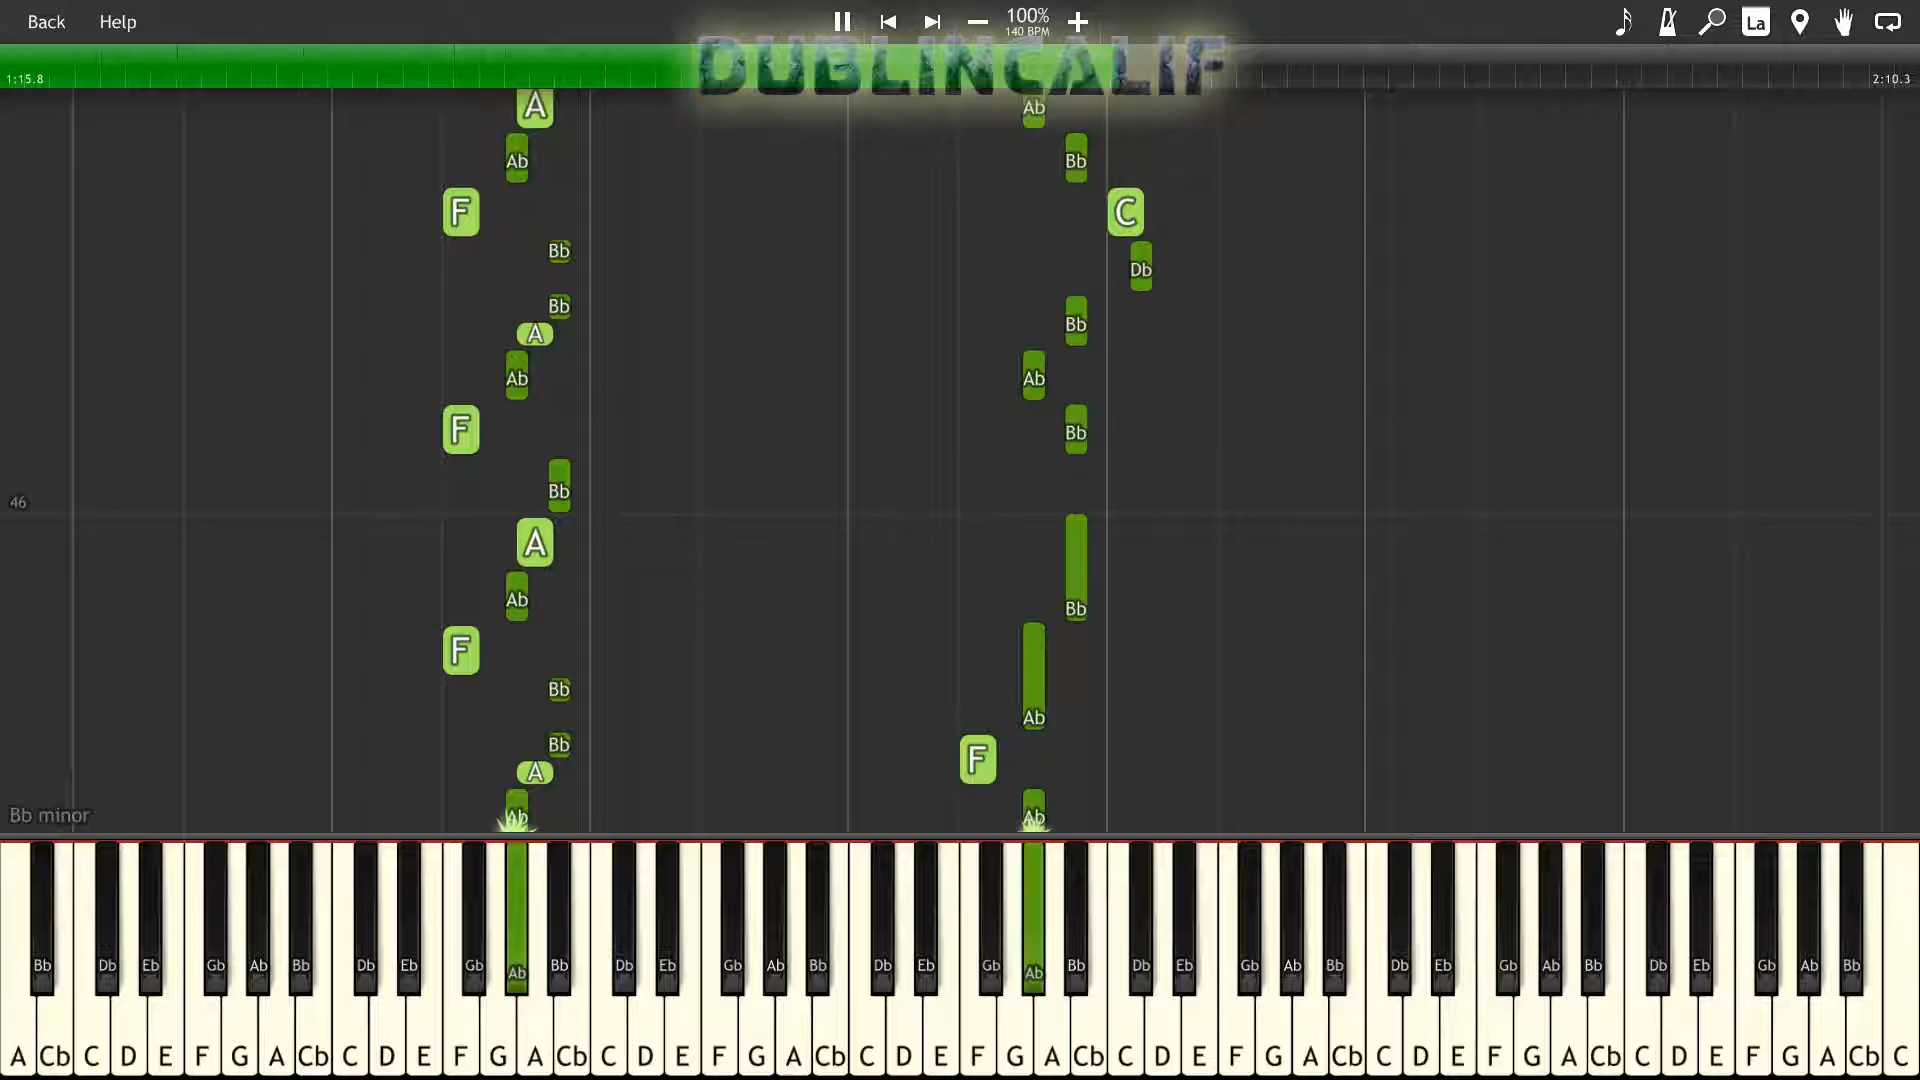 Back Help 100%
140 BPM La
DUBLINCALIF
1:15.8 2:10.3
A Ab
Ab Bb
F C
Bb
Db
Bb Bb
A
Ab Ab
F Bb
Bb
46
A
Ab Bb
F
Bb
Ab
Bb F
A
Bb minor Ab Ab
Bb Db Eb Gb Ab Bb Db Eb Gb Ab Bb Db Eb Gb Ab Bb Db Eb Gb Ab Bb Db Eb Gb Ab Bb Db Eb Gb Ab Bb Db Eb Gb Ab Bb
A Cb C D E F G A Cb C D E F G A Cb C D E F G A Cb C D E F G A Cb C D E F G A Cb C D E F G A Cb C D E F G A Cb C